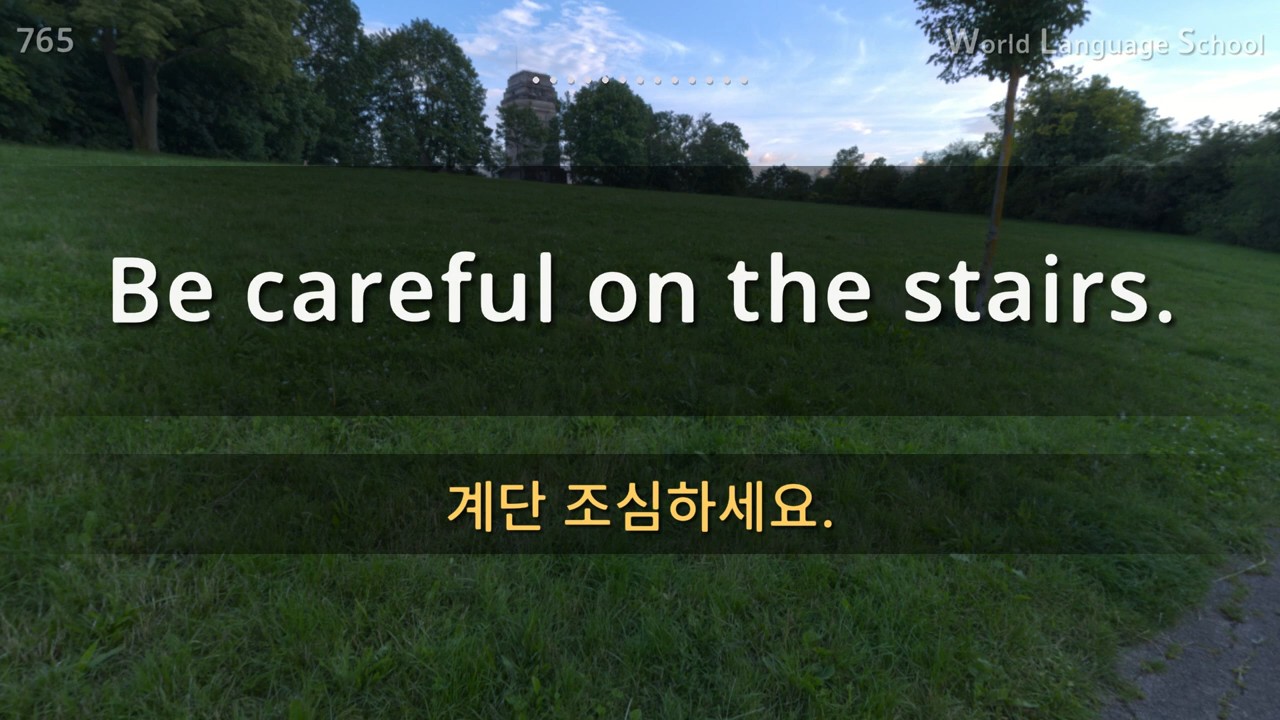 765
World Language School
Be careful on the stairs.
계단 조심하세요.